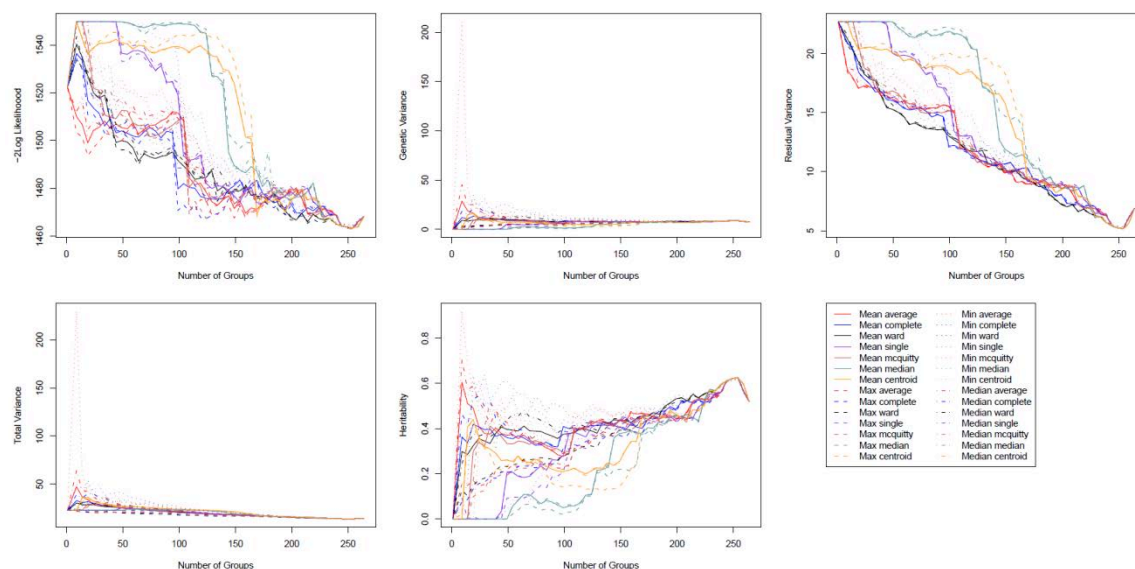 -2Log Likelihood
1640
1520
1500
1480
1460
0 50 100 150 200 250
Number of Groups
Genetic Variance
200
150
100
50
0
0 50 100 150 200 250
Number of Groups
Residual Variance
20
15
10
5
0 50 100 150 200 250
Number of Groups
Total Variance
200
150
100
50
0 50 100 150 200 250
Number of Groups
Heritability
0.8
0.6
0.4
0.2
0.0
0 50 100 150 200 250
Number of Groups
Mean average
Mean complete
Mean ward
Mean single
Mean mcquitty
Mean median
Mean centroid
Max average
Max complete
Max ward
Max single
Max mcquitty
Max median
Max centroid
Min average
Min complete
Min ward
Min single
Min mcquitty
Min median
Min centroid
Median average
Median complete
Median ward
Median single
Median mcquitty
Median median
Median centroid